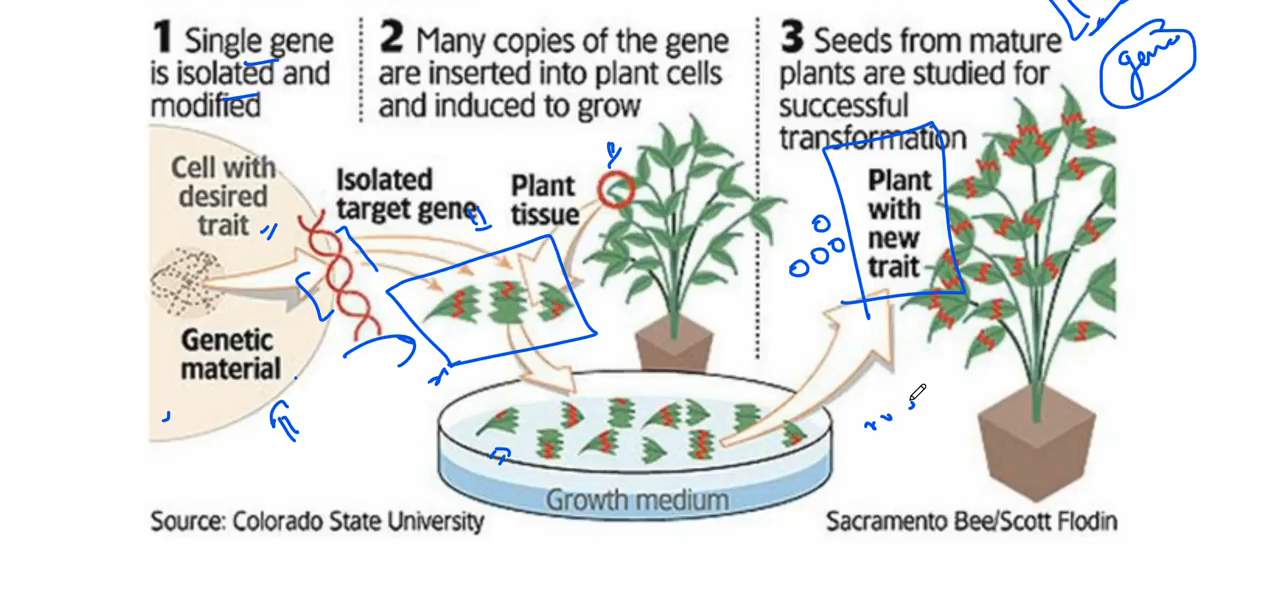 1 Single gene
is isolated and
modified
2 Many copies of the gene
are inserted into plant cells
and induced to grow
3 Seeds from mature
plants are studied for
successful
transformation
gene
Cell with
desired
trait
Isolated
target gene
Plant
tissue
Plant
with
new
trait
Genetic
material
Growth medium
Source: Colorado State University
Sacramento Bee/Scott Flodin